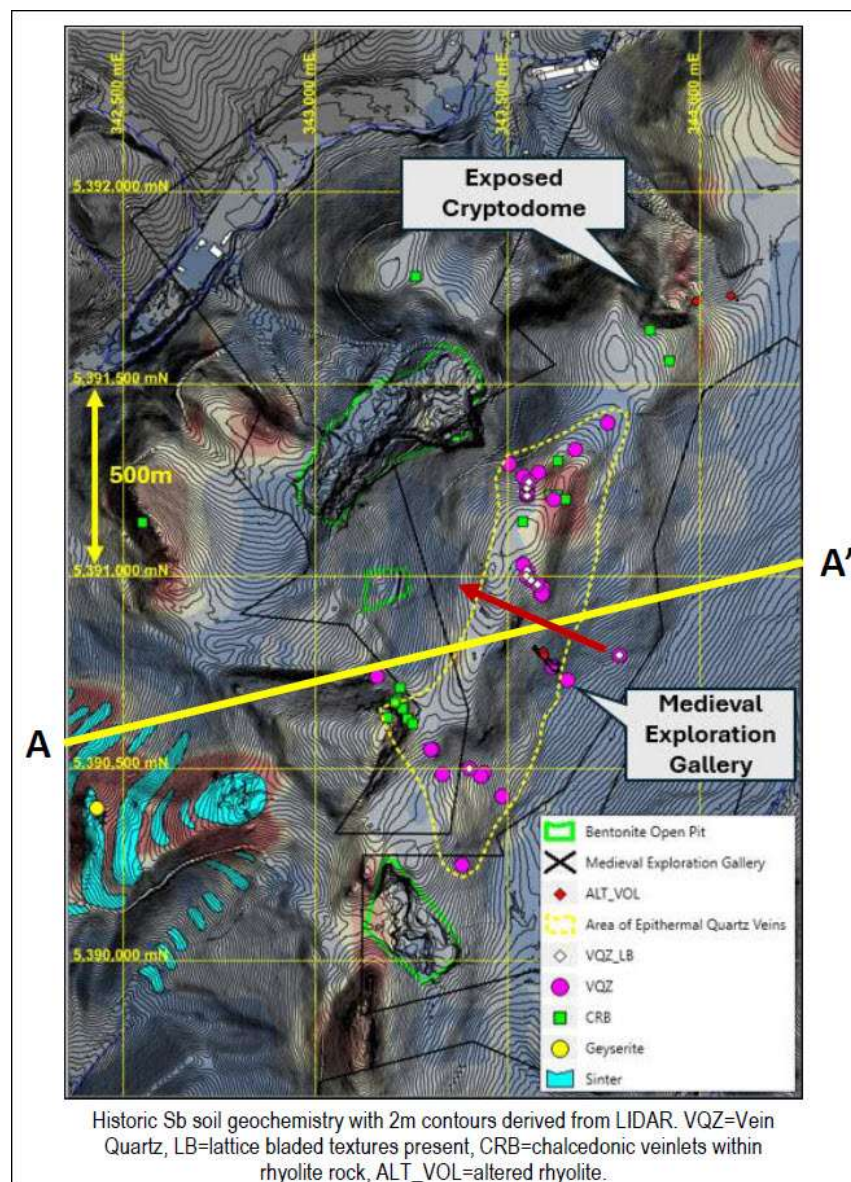 342,500 mE
343,000 mE
343,500 mE
344,000 mE
5,392,000 mN
Exposed
Cryptodome
5,391,500 mN
500m
5,391,000 mN
A'
A
Medieval
Exploration
Gallery
5,390,500 mN
5,390,000 mN
Bentonite Open Pit
Medieval Exploration Gallery
ALT_VOL
Area of Epithermal Quartz Veins
VQZ_LB
VQZ
CRB
Geyserite
Sinter
Historic Sb soil geochemistry with 2m contours derived from LIDAR. VQZ=Vein
Quartz, LB=lattice bladed textures present, CRB=chalcedonic veinlets within
rhyolite rock, ALT_VOL=altered rhyolite.